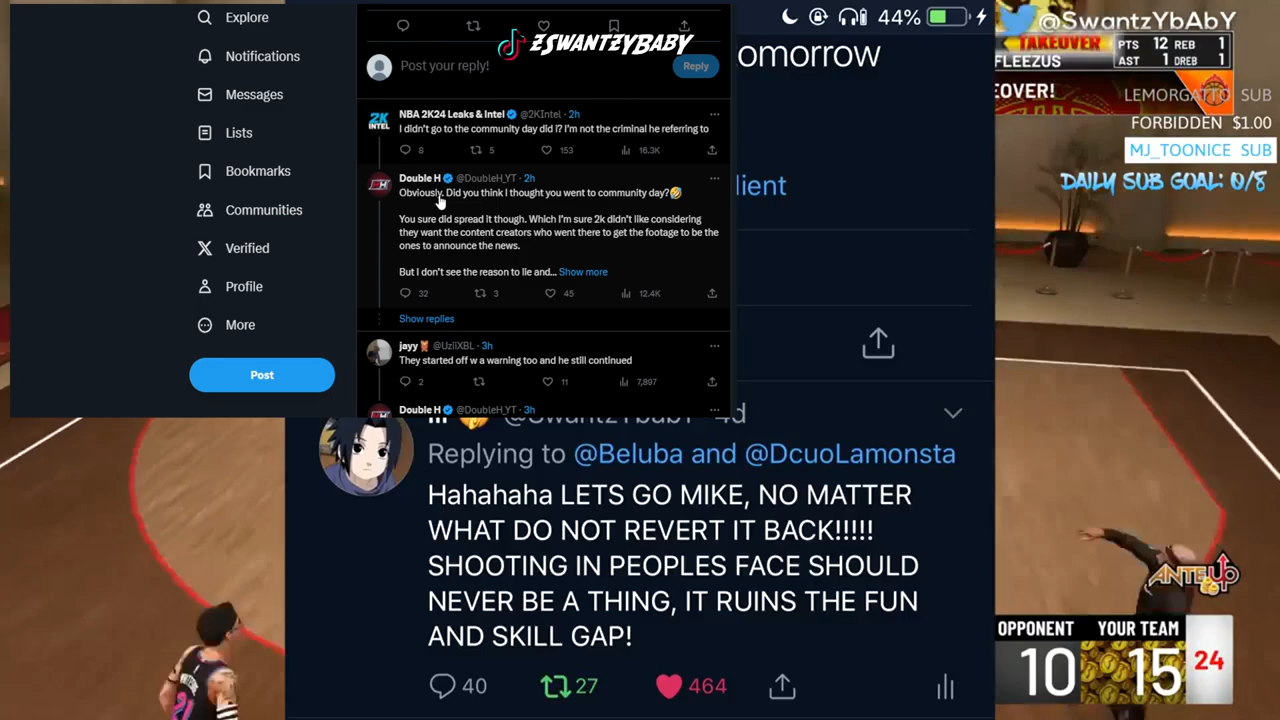 Explore
Notifications
Messages
Lists
Bookmarks
Communities
Verified
Profile
More
Post
ZSWANTZYBABY
Post your reply!
Reply
NBA 2K24 Leaks & Intel @2KIntel · 2h
2K
INTEL
I didn't go to the community day did I? I'm not the criminal he referring to
8 5 153 16.3K
Double H @DoubleH_YT · 2h
Obviously. Did you think I thought you went to community day?🤣
You sure did spread it though. Which I'm sure 2k didn't like considering
they want the content creators who went there to get the footage to be the
ones to announce the news.
But I don't see the reason to lie and... Show more
32 3 45 12.4K
Show replies
jayy @UziiXBL · 3h
They started off w a warning too and he still continued
2 11 7,897
Double H @DoubleH_YT · 3h
omorrow
44%
@SwantzYbAbY
TAKEOVER
PTS 12 REB 1
FLEEZUS
AST 1 DREB 1
EOVER!
LEMORGATTO SUB
FORBIDDEN $1.00
MJ_TOONICE SUB
DAILY SUB GOAL: 0/8
lient
@SwantzYbabY · 4d
Replying to @Beluba and @DcuoLamonsta
Hahahaha LETS GO MIKE, NO MATTER
WHAT DO NOT REVERT IT BACK!!!!!
SHOOTING IN PEOPLES FACE SHOULD
NEVER BE A THING, IT RUINS THE FUN
AND SKILL GAP!
40 27 464
ANTEUP
OPPONENT YOUR TEAM
10 15 24
21